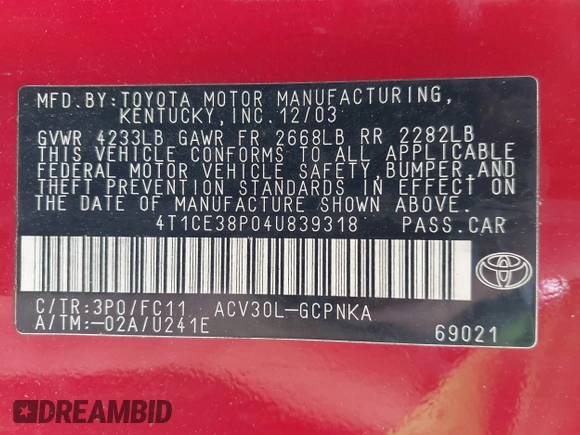 MFD.BY:TOYOTA MOTOR MANUFACTURING,
KENTUCKY,INC.12/03
GVWR 4233LB GAWR FR 2668LB RR 2282LB
THIS VEHICLE CONFORMS TO ALL APPLICABLE
FEDERAL MOTOR VEHICLE SAFETY,BUMPER,AND
THEFT PREVENTION STANDARDS IN EFFECT ON
THE DATE OF MANUFACTURE SHOWN ABOVE.
4T1CE38P04U839318 PASS.CAR
C/TR:3P0/FC11 ACV30L-GCPNKA
A/TM:-02A/U241E
69021
DREAMBID